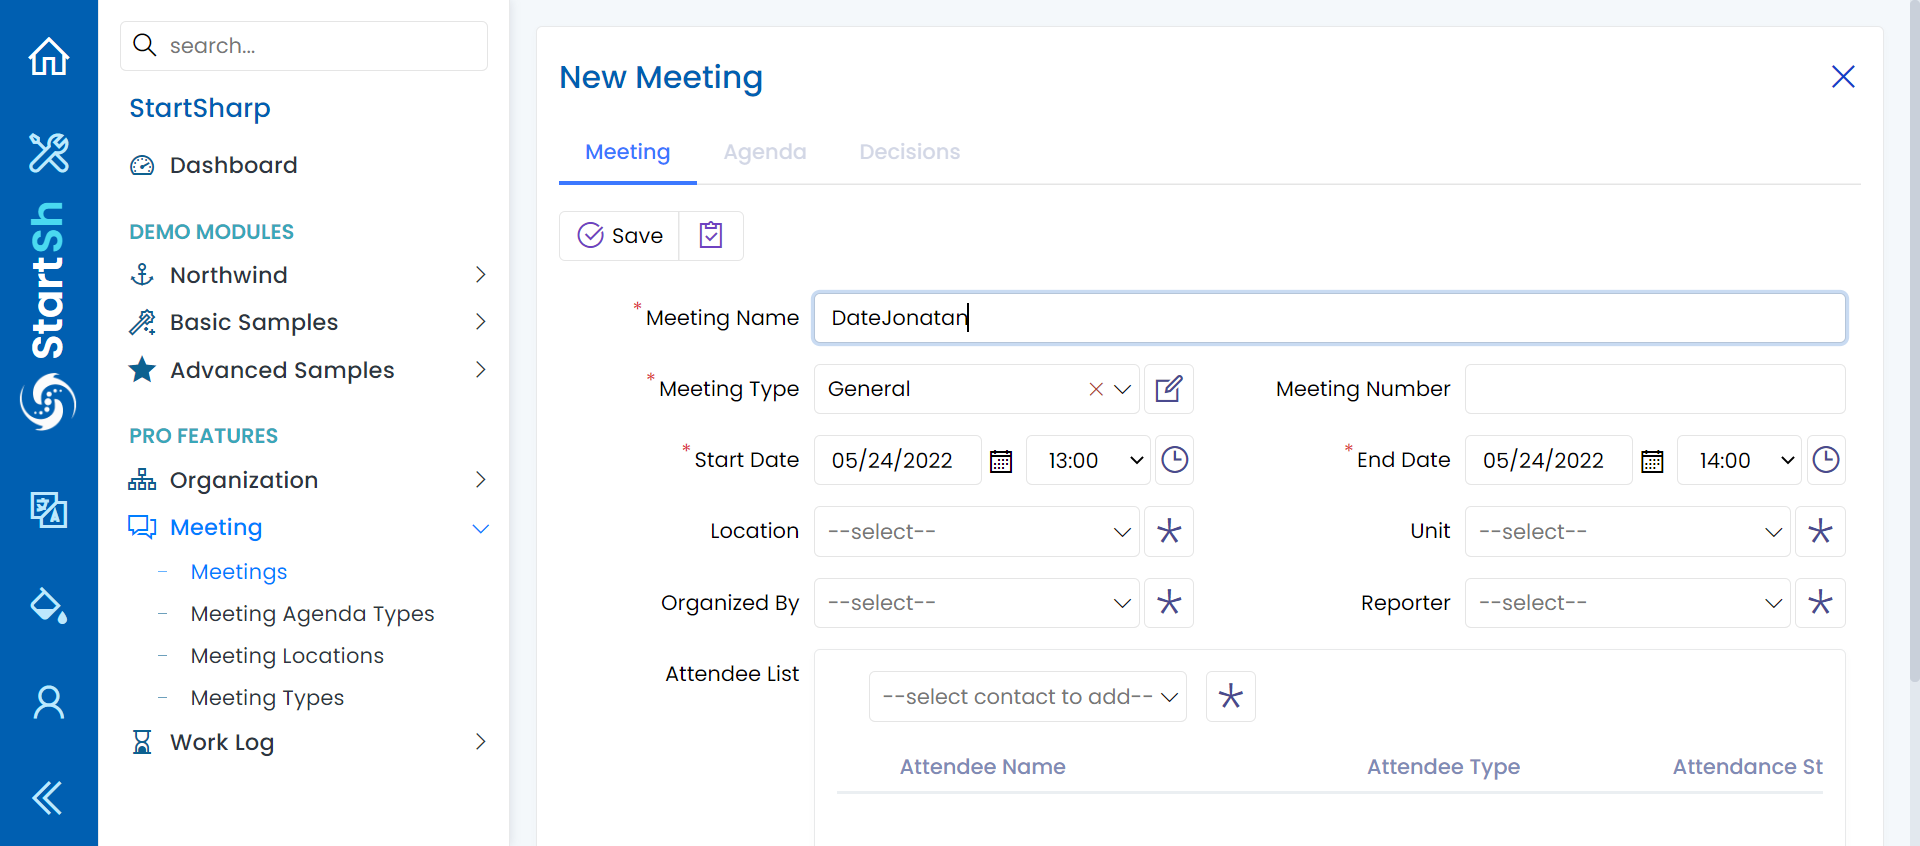 StartSh
search...
StartSharp
Dashboard
DEMO MODULES
Northwind
Basic Samples
Advanced Samples
PRO FEATURES
Organization
Meeting
Meetings
Meeting Agenda Types
Meeting Locations
Meeting Types
Work Log
New Meeting
Meeting Agenda Decisions
Save
*Meeting Name DateJonatan
*Meeting Type General Meeting Number
*Start Date 05/24/2022 13:00 *End Date 05/24/2022 14:00
Location --select-- Unit --select--
Organized By --select-- Reporter --select--
Attendee List
--select contact to add--
Attendee Name Attendee Type Attendance St